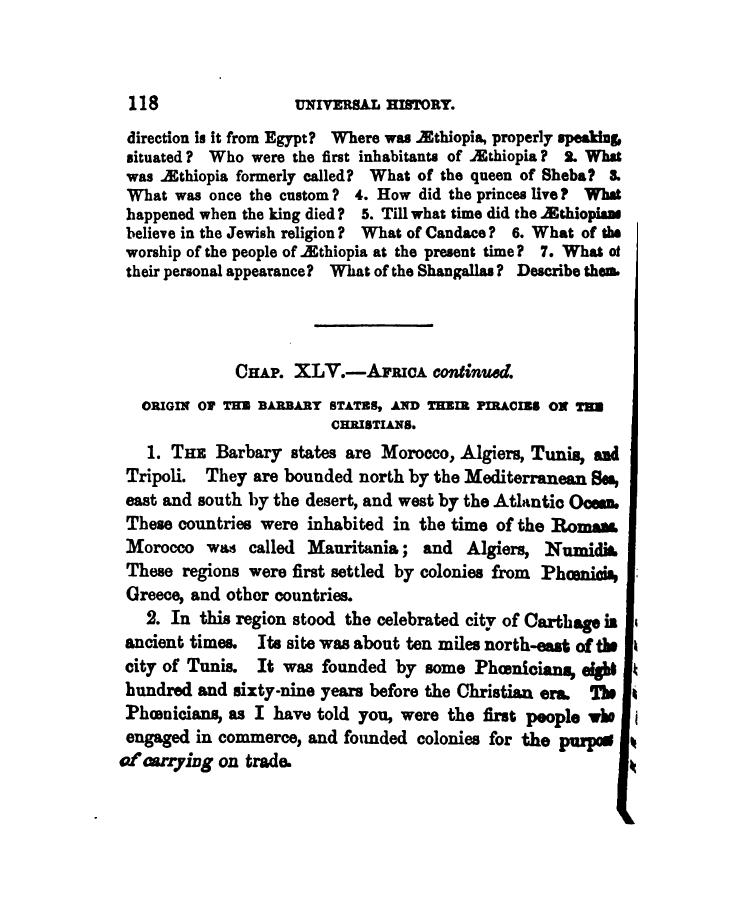 118 UNIVERSAL HISTORY.
direction is it from Egypt? Where was Æthiopia, properly speaking,
situated? Who were the first inhabitants of Æthiopia? 2. What
was Æthiopia formerly called? What of the queen of Sheba? 3.
What was once the custom? 4. How did the princes live? What
happened when the king died? 5. Till what time did the Æthiopians
believe in the Jewish religion? What of Candace? 6. What of the
worship of the people of Æthiopia at the present time? 7. What of
their personal appearance? What of the Shangallas? Describe them.
CHAP. XLV.—AFRICA continued.
ORIGIN OF THE BARBARY STATES, AND THEIR PIRACIES ON THE
CHRISTIANS.
1. THE Barbary states are Morocco, Algiers, Tunis, and
Tripoli. They are bounded north by the Mediterranean Sea,
east and south by the desert, and west by the Atlantic Ocean.
These countries were inhabited in the time of the Romans.
Morocco was called Mauritania; and Algiers, Numidia.
These regions were first settled by colonies from Phœnicia,
Greece, and other countries.
2. In this region stood the celebrated city of Carthage in
ancient times. Its site was about ten miles north-east of the
city of Tunis. It was founded by some Phœnicians, eight
hundred and sixty-nine years before the Christian era. The
Phœnicians, as I have told you, were the first people who
engaged in commerce, and founded colonies for the purpose
of carrying on trade.